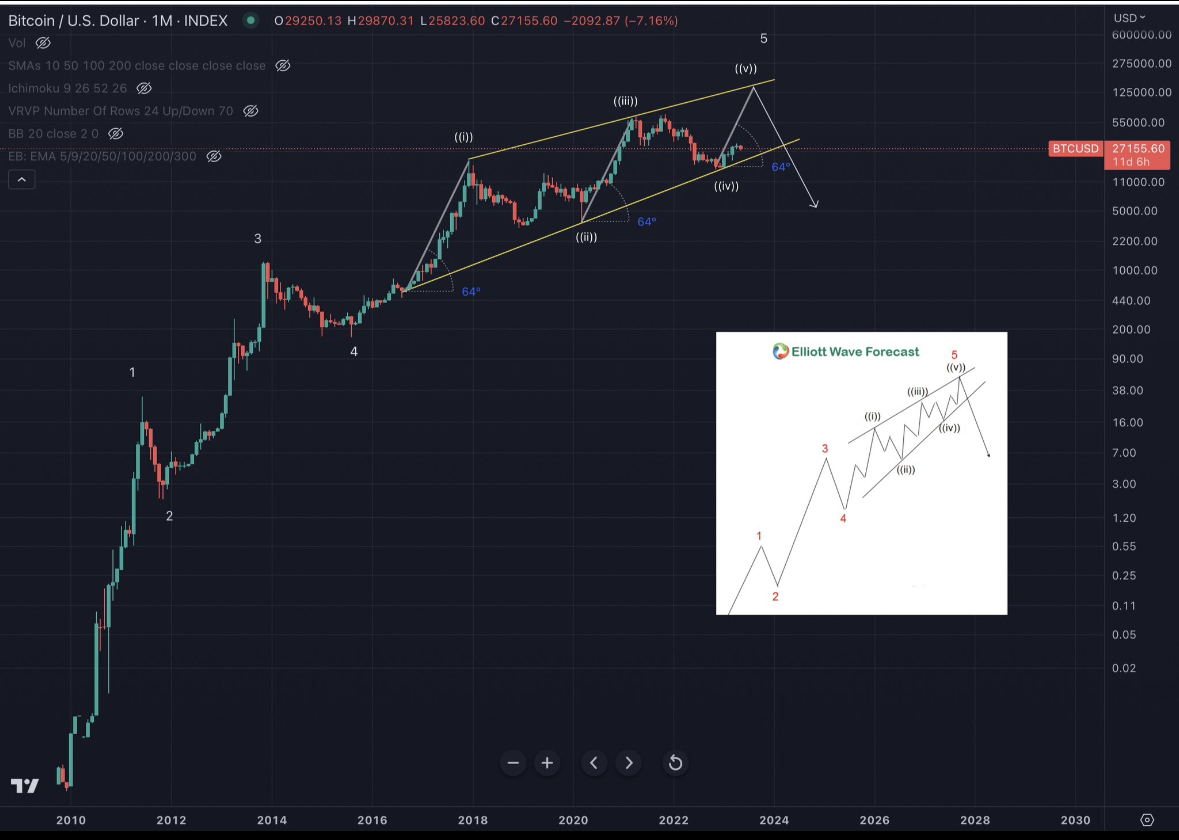 Bitcoin / U.S. Dollar · 1M · INDEX O29250.13 H29870.31 L25823.60 C27155.60 −2092.87 (−7.16%)
USD
Vol
SMAs 10 50 100 200 close close close close
Ichimoku 9 26 52 26
VRVP Number Of Rows 24 Up/Down 70
BB 20 close 2 0
EB: EMA 5/9/20/50/100/200/300
600000.00
275000.00
125000.00
55000.00
BTCUSD 27155.60
11d 6h
11000.00
5000.00
2200.00
1000.00
440.00
200.00
90.00
38.00
16.00
7.00
3.00
1.20
0.55
0.25
0.11
0.05
0.02
5
((v))
((iii))
((i))
((iv))
64°
64°
((ii))
3
64°
4
1
2
Elliott Wave Forecast
5
((v))
((iii))
((i))
((iv))
3
((ii))
4
1
2
2010 2012 2014 2016 2018 2020 2022 2024 2026 2028 2030